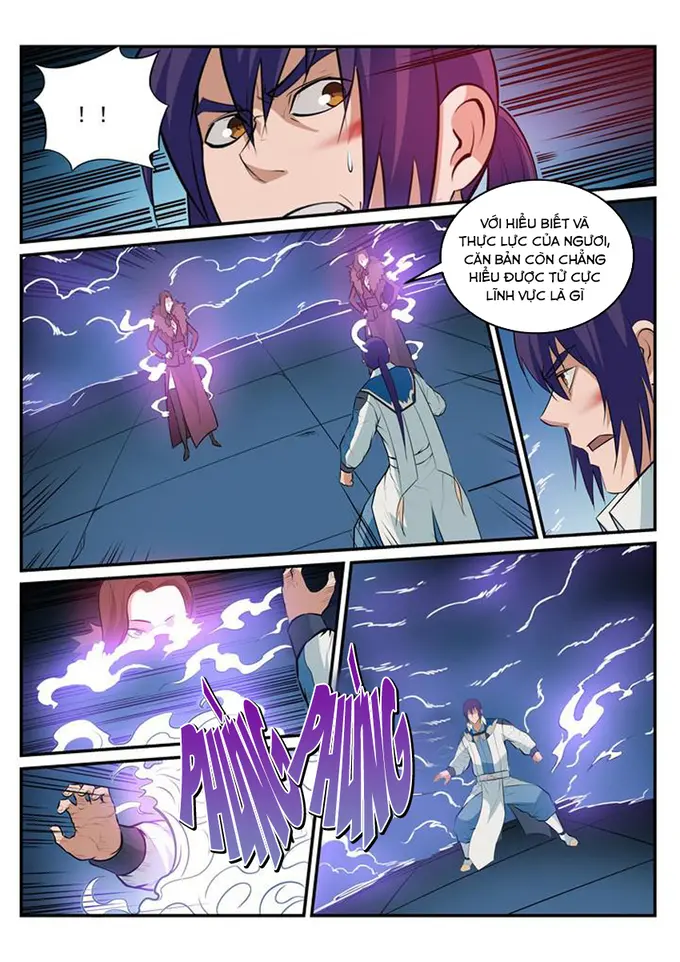 ! !
VỚI HIỂU BIẾT VÀ
THỰC LỰC CỦA NGƯƠI,
CĂN BẢN CÒN CHẲNG
HIỂU ĐƯỢC TỬ CỰC
LĨNH VỰC LÀ GÌ
PHÙNG PHỪNG